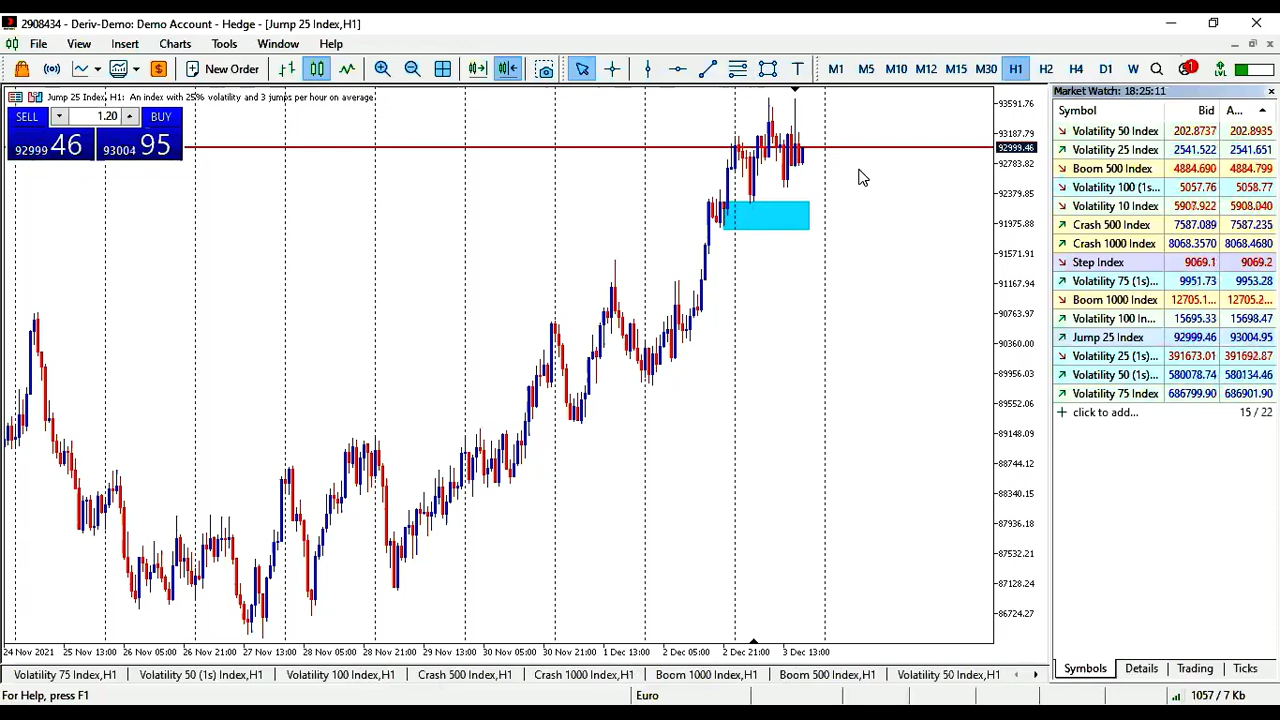 2908434 - Deriv-Demo: Demo Account - Hedge - [Jump 25 Index,H1]
File View Insert Charts Tools Window Help
$ New Order T M1 M5 M10 M12 M15 M30 H1 H2 H4 D1 W 1
Jump 25 Index, H1: An index with 25% volatility and 3 jumps per hour on average
SELL 1.20 BUY
92999 46 93004 95
93591.76
93187.79
92999.46
92783.82
92379.85
91975.88
91571.91
91167.94
90763.97
90360.00
89956.03
89552.06
89148.09
88744.12
88340.15
87936.18
87532.21
87128.24
86724.27
24 Nov 2021 25 Nov 13:00 26 Nov 05:00 26 Nov 21:00 27 Nov 13:00 28 Nov 05:00 28 Nov 21:00 29 Nov 13:00 30 Nov 05:00 30 Nov 21:00 1 Dec 13:00 2 Dec 05:00 2 Dec 21:00 3 Dec 13:00
Market Watch: 18:25:11
Symbol Bid A...
Volatility 50 Index 202.8737 202.8935
Volatility 25 Index 2541.522 2541.651
Boom 500 Index 4884.690 4884.799
Volatility 100 (1s... 5057.76 5058.77
Volatility 10 Index 5907.922 5908.040
Crash 500 Index 7587.089 7587.235
Crash 1000 Index 8068.3570 8068.4680
Step Index 9069.1 9069.2
Volatility 75 (1s)... 9951.73 9953.28
Boom 1000 Index 12705.1... 12705.2...
Volatility 100 In... 15695.33 15698.47
Jump 25 Index 92999.46 93004.95
Volatility 25 (1s)... 391673.01 391692.87
Volatility 50 (1s)... 580078.74 580134.46
Volatility 75 Index 686799.90 686901.90
click to add... 15 / 22
Symbols Details Trading Ticks
Volatility 75 Index,H1 Volatility 50 (1s) Index,H1 Volatility 100 Index,H1 Crash 500 Index,H1 Crash 1000 Index,H1 Boom 1000 Index,H1 Boom 500 Index,H1 Volatility 50 Index,H1
For Help, press F1 Euro 1057 / 7 Kb